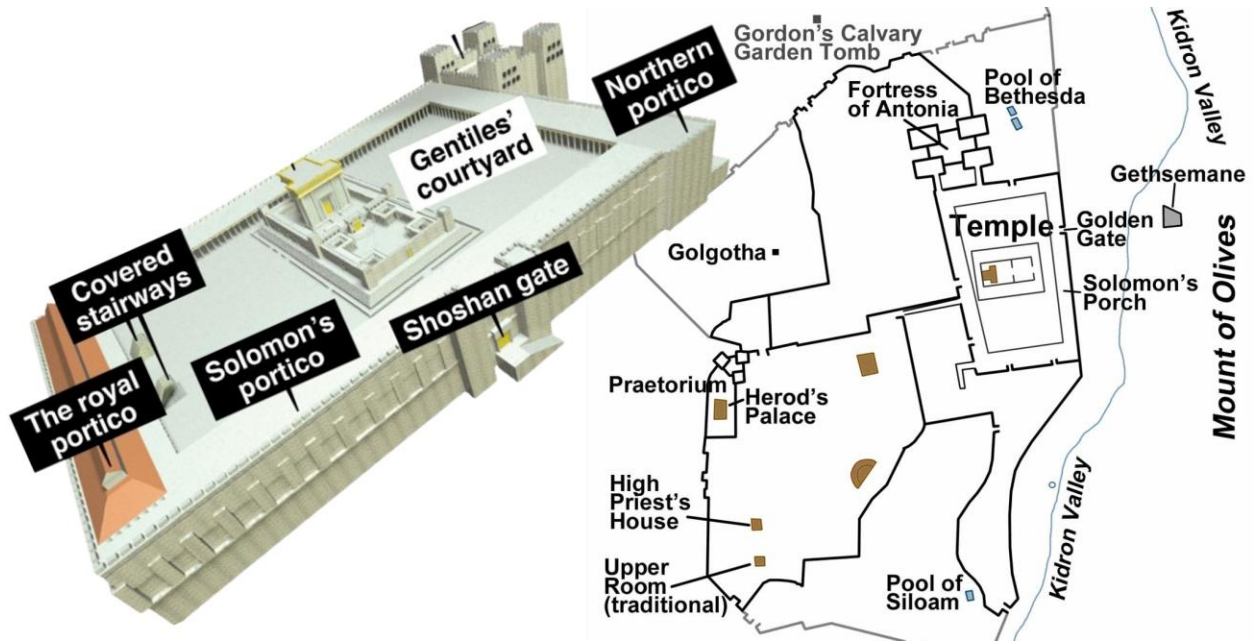 Northern
portico
Gentiles'
courtyard
Covered
stairways
Shoshan gate
Solomon's
portico
The royal
portico
Gordon's Calvary
Garden Tomb
Kidron Valley
Fortress
of Antonia
Pool of
Bethesda
Gethsemane
Temple
Golden
Gate
Golgotha
Solomon's
Porch
Mount of Olives
Praetorium
Herod's
Palace
High
Priest's
House
Upper
Room
(traditional)
Pool of
Siloam
Kidron Valley